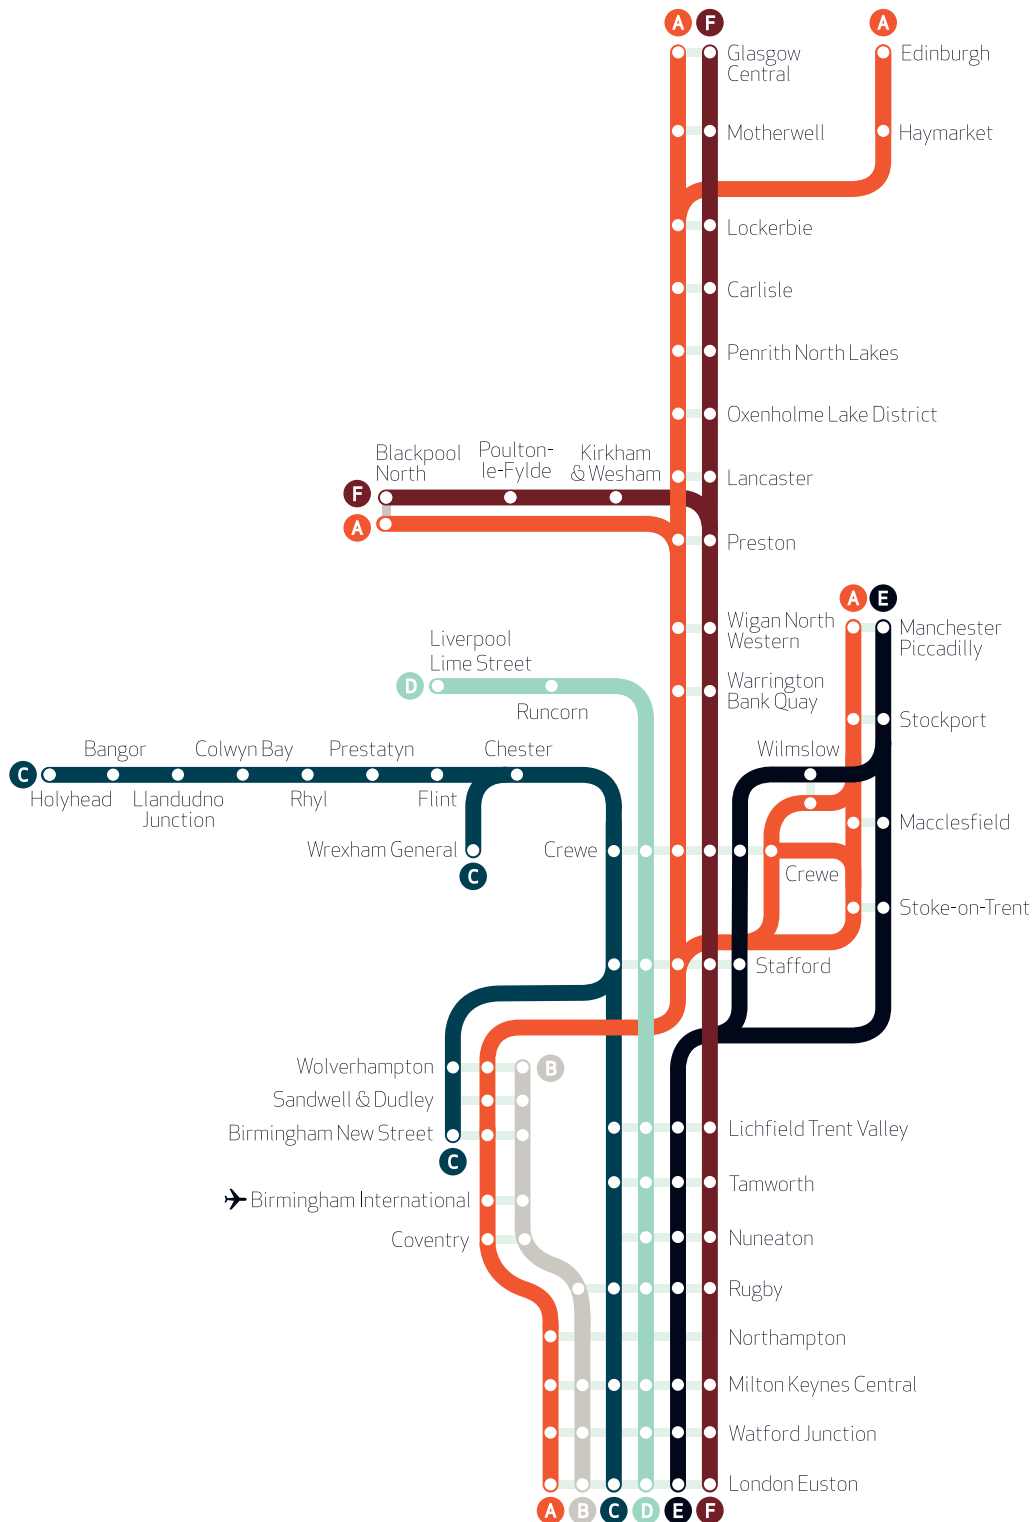 A F A
Glasgow
Central
Edinburgh
Motherwell
Haymarket
Lockerbie
Carlisle
Penrith North Lakes
Oxenholme Lake District
Blackpool
North
Poulton-
le-Fylde
Kirkham
& Wesham
Lancaster
F
A
Preston
A E
Wigan North
Western
Manchester
Piccadilly
Liverpool
Lime Street
D
Runcorn
Warrington
Bank Quay
Stockport
Bangor
Colwyn Bay
Prestatyn
Chester
Wilmslow
C
Holyhead
Llandudno
Junction
Rhyl
Flint
Macclesfield
Wrexham General
C
Crewe
Crewe
Stoke-on-Trent
Stafford
Wolverhampton
B
Sandwell & Dudley
Birmingham New Street
Lichfield Trent Valley
C
Tamworth
Birmingham International
Coventry
Nuneaton
Rugby
Northampton
Milton Keynes Central
Watford Junction
London Euston
A B C D E F